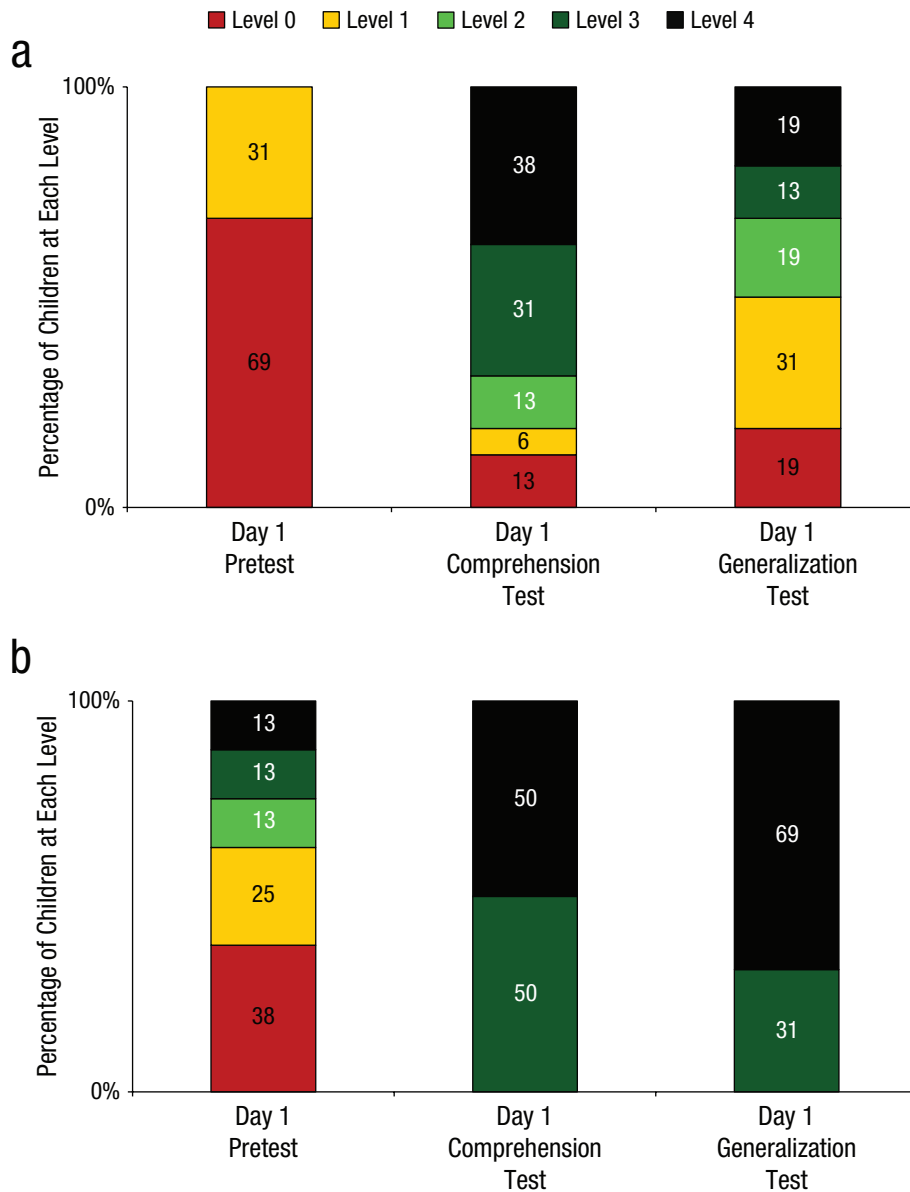 Level 0 Level 1 Level 2 Level 3 Level 4
a
Percentage of Children at Each Level
100%
0%
31
69
38
31
13
6
13
19
13
19
31
19
Day 1
Pretest
Day 1
Comprehension
Test
Day 1
Generalization
Test
b
Percentage of Children at Each Level
100%
0%
13
13
13
25
38
50
50
69
31
Day 1
Pretest
Day 1
Comprehension
Test
Day 1
Generalization
Test